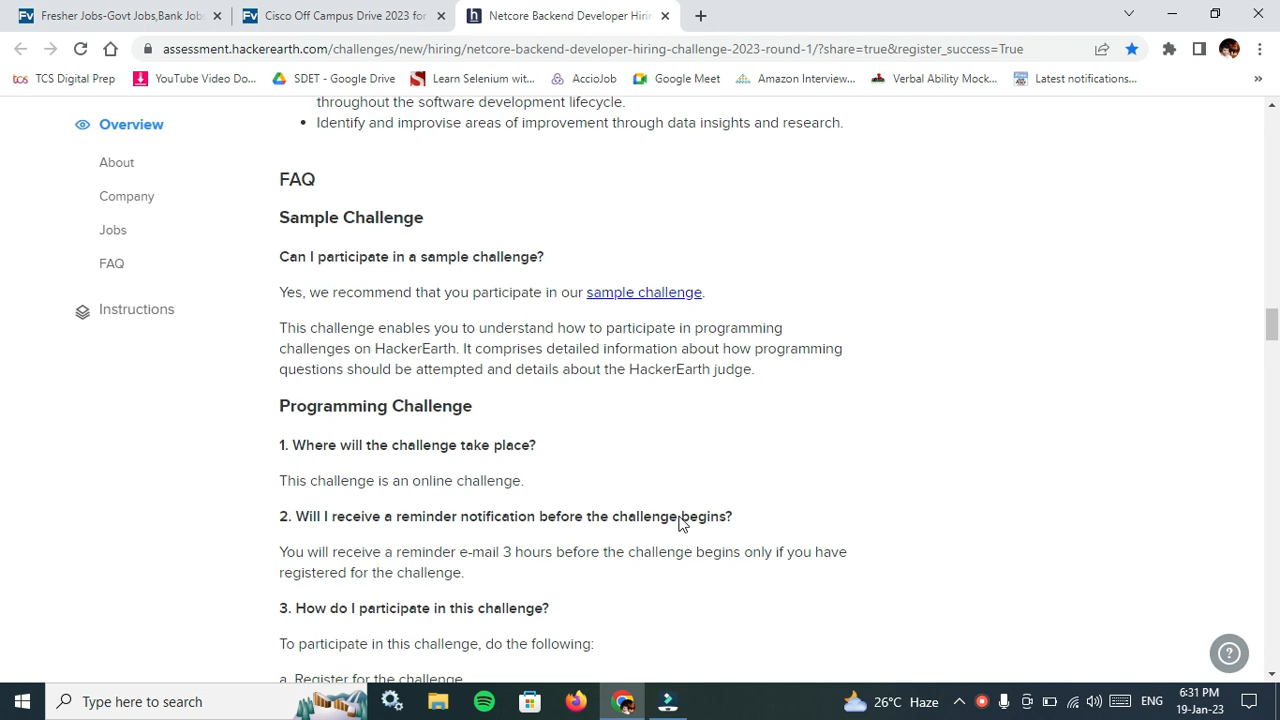 Fresher Jobs-Govt Jobs,Bank Job
Cisco Off Campus Drive 2023 for
Netcore Backend Developer Hirin
assessment.hackerearth.com/challenges/new/hiring/netcore-backend-developer-hiring-challenge-2023-round-1/?share=true&register_success=True
TCS Digital Prep
YouTube Video Do...
SDET - Google Drive
Learn Selenium wit...
AccioJob
Google Meet
Amazon Interview...
Verbal Ability Mock...
Latest notifications...
»
throughout the software development lifecycle.
Overview
• Identify and improvise areas of improvement through data insights and research.
About
Company
Jobs
FAQ
Instructions
FAQ
Sample Challenge
Can I participate in a sample challenge?
Yes, we recommend that you participate in our sample challenge.
This challenge enables you to understand how to participate in programming
challenges on HackerEarth. It comprises detailed information about how programming
questions should be attempted and details about the HackerEarth judge.
Programming Challenge
1. Where will the challenge take place?
This challenge is an online challenge.
2. Will I receive a reminder notification before the challenge begins?
You will receive a reminder e-mail 3 hours before the challenge begins only if you have
registered for the challenge.
3. How do I participate in this challenge?
To participate in this challenge, do the following:
a. Register for the challenge
Type here to search
26°C Haze
ENG
6:31 PM
19-Jan-23